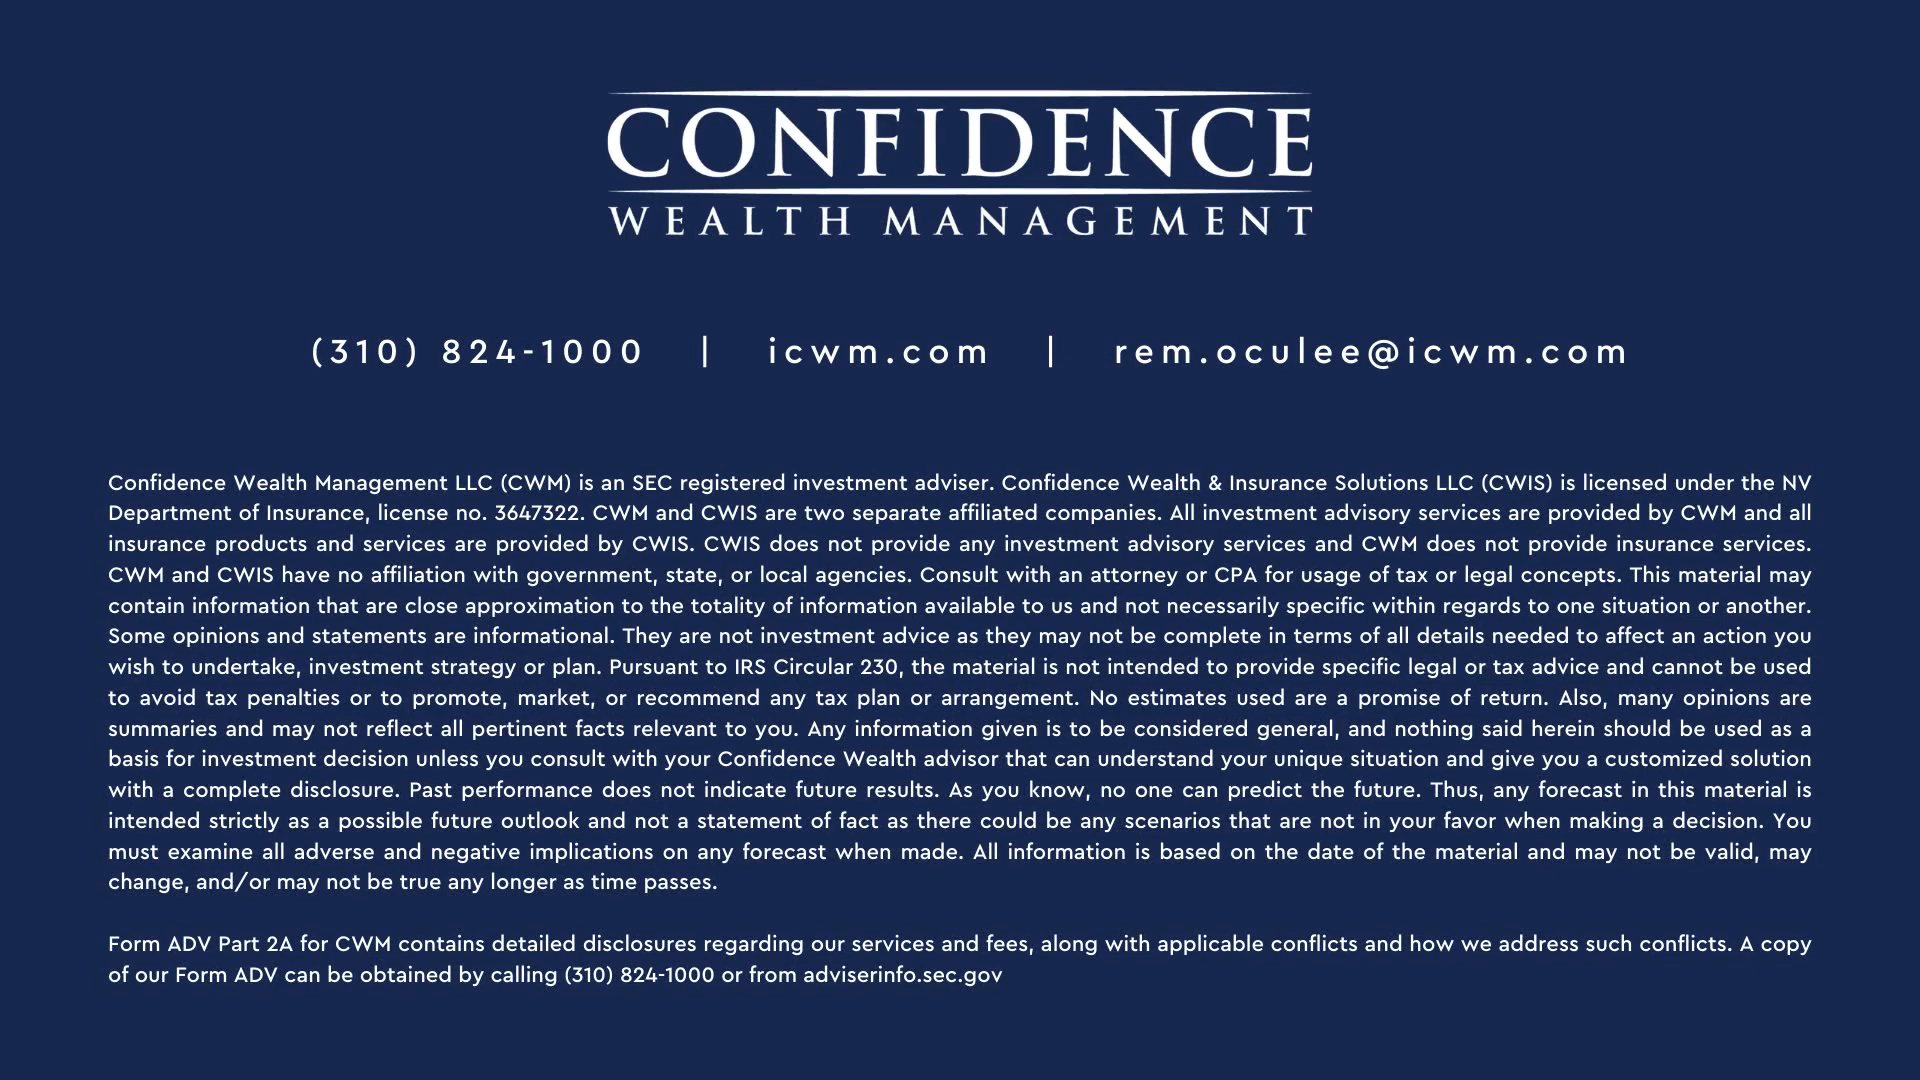 CONFIDENCE
WEALTH MANAGEMENT
(310) 824-1000 | icwm.com | rem.oculee@icwm.com
Confidence Wealth Management LLC (CWM) is an SEC registered investment adviser. Confidence Wealth & Insurance Solutions LLC (CWIS) is licensed under the NV
Department of Insurance, license no. 3647322. CWM and CWIS are two separate affiliated companies. All investment advisory services are provided by CWM and all
insurance products and services are provided by CWIS. CWIS does not provide any investment advisory services and CWM does not provide insurance services.
CWM and CWIS have no affiliation with government, state, or local agencies. Consult with an attorney or CPA for usage of tax or legal concepts. This material may
contain information that are close approximation to the totality of information available to us and not necessarily specific within regards to one situation or another.
Some opinions and statements are informational. They are not investment advice as they may not be complete in terms of all details needed to affect an action you
wish to undertake, investment strategy or plan. Pursuant to IRS Circular 230, the material is not intended to provide specific legal or tax advice and cannot be used
to avoid tax penalties or to promote, market, or recommend any tax plan or arrangement. No estimates used are a promise of return. Also, many opinions are
summaries and may not reflect all pertinent facts relevant to you. Any information given is to be considered general, and nothing said herein should be used as a
basis for investment decision unless you consult with your Confidence Wealth advisor that can understand your unique situation and give you a customized solution
with a complete disclosure. Past performance does not indicate future results. As you know, no one can predict the future. Thus, any forecast in this material is
intended strictly as a possible future outlook and not a statement of fact as there could be any scenarios that are not in your favor when making a decision. You
must examine all adverse and negative implications on any forecast when made. All information is based on the date of the material and may not be valid, may
change, and/or may not be true any longer as time passes.
Form ADV Part 2A for CWM contains detailed disclosures regarding our services and fees, along with applicable conflicts and how we address such conflicts. A copy
of our Form ADV can be obtained by calling (310) 824-1000 or from adviserinfo.sec.gov